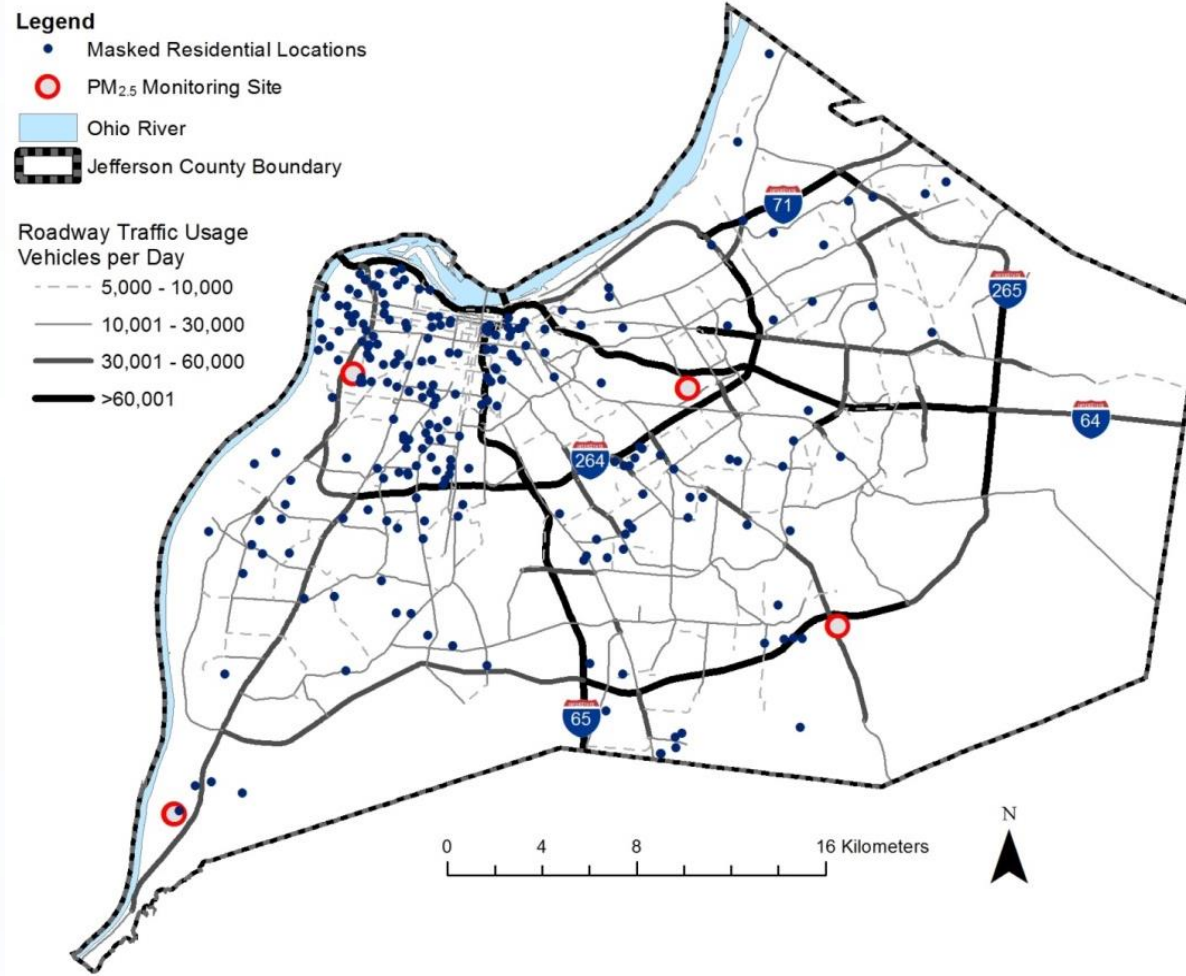 Legend
Masked Residential Locations
PM2.5 Monitoring Site
Ohio River
Jefferson County Boundary
Roadway Traffic Usage
Vehicles per Day
5,000 - 10,000
10,001 - 30,000
30,001 - 60,000
>60,001
71
265
64
264
65
N
0 4 8 16 Kilometers